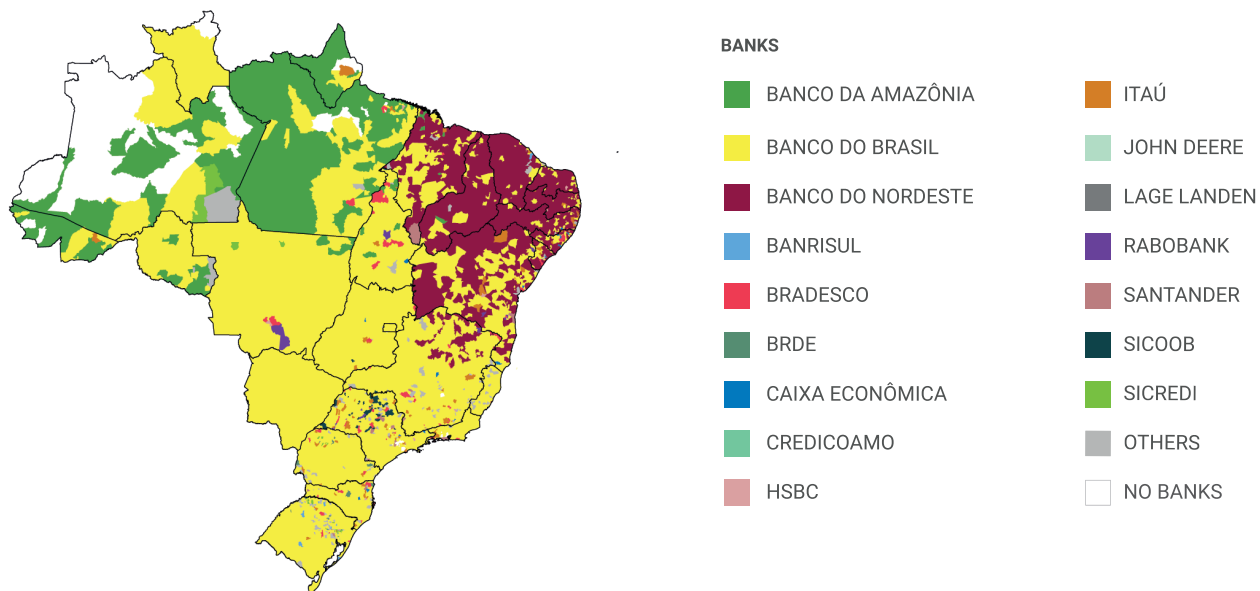 BANKS
BANCO DA AMAZÔNIA
BANCO DO BRASIL
BANCO DO NORDESTE
BANRISUL
BRADESCO
BRDE
CAIXA ECONÔMICA
CREDICOAMO
HSBC
ITAÚ
JOHN DEERE
LAGE LANDEN
RABOBANK
SANTANDER
SICOOB
SICREDI
OTHERS
NO BANKS